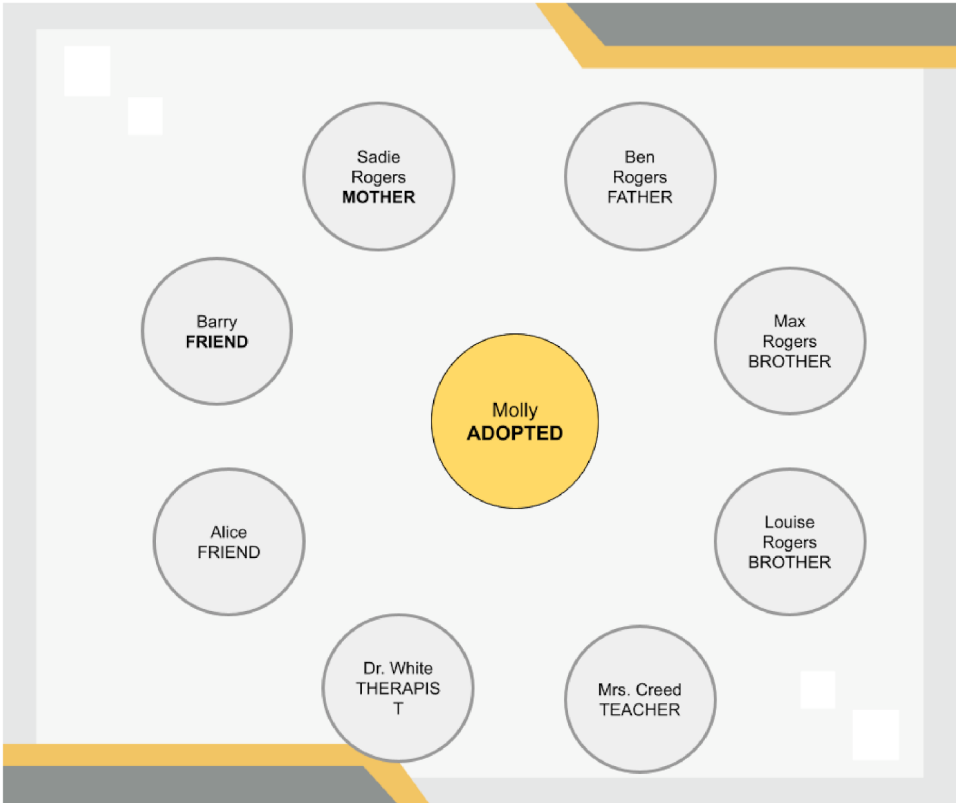 Sadie
Rogers
MOTHER
Ben
Rogers
FATHER
Barry
FRIEND
Max
Rogers
BROTHER
Molly
ADOPTED
Alice
FRIEND
Louise
Rogers
BROTHER
Dr. White
THERAPIS
T
Mrs. Creed
TEACHER